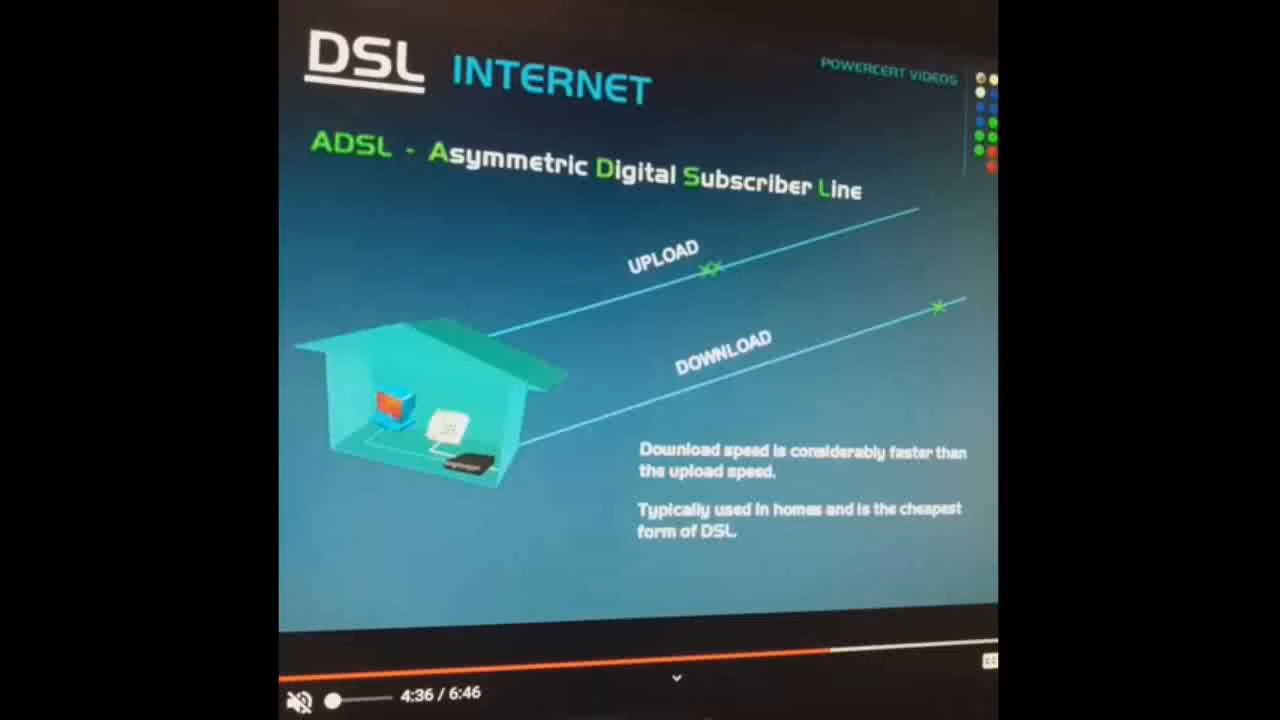 DSL INTERNET
POWERCERT VIDEOS
ADSL - Asymmetric Digital Subscriber Line
UPLOAD
DOWNLOAD
Download speed is considerably faster than
the upload speed.
Typically used in homes and is the cheapest
form of DSL.
4:36 / 6:46
CC